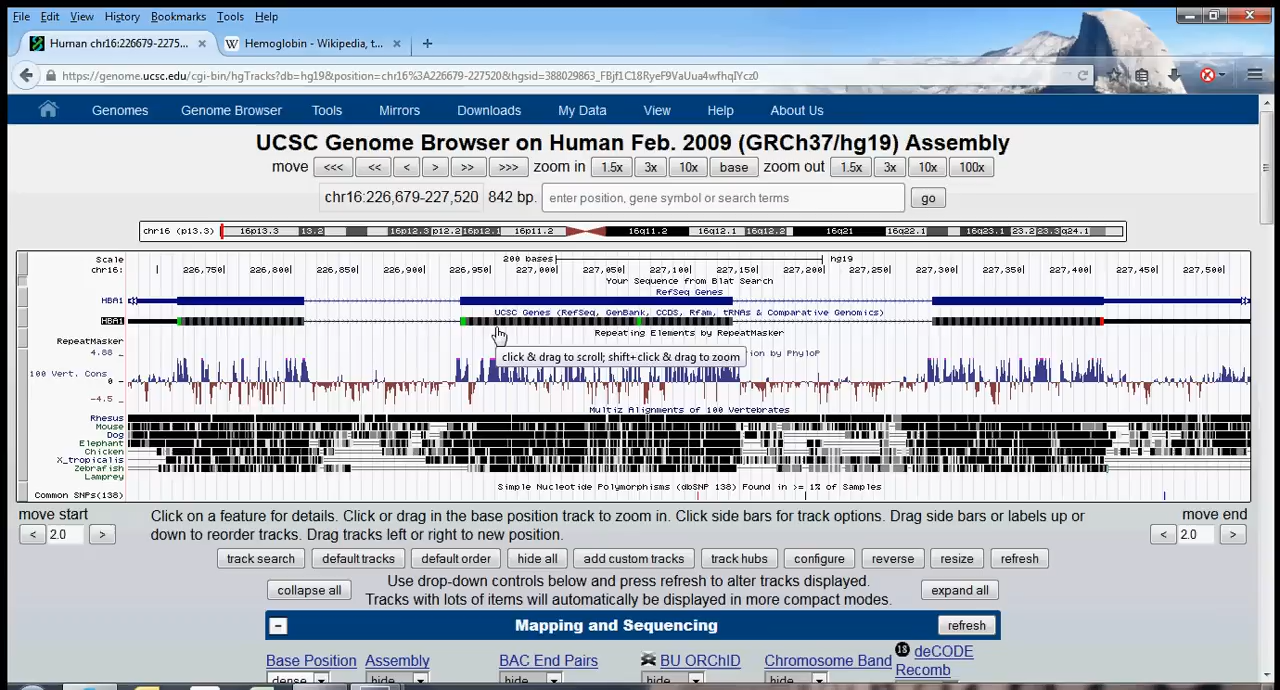 File Edit View History Bookmarks Tools Help
Human chr16:226679-2275... × W Hemoglobin - Wikipedia, t... × +
https://genome.ucsc.edu/cgi-bin/hgTracks?db=hg19&position=chr16%3A226679-227520&hgsid=388029863_FBjf1C18RyeF9VaUua4wfhqIYcz0
Genomes Genome Browser Tools Mirrors Downloads My Data View Help About Us
UCSC Genome Browser on Human Feb. 2009 (GRCh37/hg19) Assembly
move <<< << < > >> >>> zoom in 1.5x 3x 10x base zoom out 1.5x 3x 10x 100x
chr16:226,679-227,520 842 bp. enter position, gene symbol or search terms go
chr16 (p13.3) 16p13.3 13.2 16p12.3 p12.2 16p12.1 16p11.2 16q11.2 16q12.1 16q12.2 16q21 16q22.1 16q23.1 23.2 23.3 q24.1
Scale 200 bases hg19
chr16: 226,750 226,800 226,850 226,900 226,950 227,000 227,050 227,100 227,150 227,200 227,250 227,300 227,350 227,400 227,450 227,500
Your Sequence from Blat Search
RefSeq Genes
HBA1
UCSC Genes (RefSeq, GenBank, CCDS, Rfam, tRNAs & Comparative Genomics)
HBA1
Repeating Elements by RepeatMasker
RepeatMasker
4.88 click & drag to scroll; shift+click & drag to zoom ion by PhyloP
100 Vert. Cons
0
-4.5
Multiz Alignments of 100 Vertebrates
Rhesus
Mouse
Dog
Elephant
Chicken
X_tropicalis
Zebrafish
Lamprey
Simple Nucleotide Polymorphisms (dbSNP 138) Found in >= 1% of Samples
Common SNPs(138)
move start Click on a feature for details. Click or drag in the base position track to zoom in. Click side bars for track options. Drag side bars or labels up or move end
< 2.0 > down to reorder tracks. Drag tracks left or right to new position. < 2.0 >
track search default tracks default order hide all add custom tracks track hubs configure reverse resize refresh
collapse all Use drop-down controls below and press refresh to alter tracks displayed. expand all
Tracks with lots of items will automatically be displayed in more compact modes.
- Mapping and Sequencing refresh
Base Position Assembly BAC End Pairs BU ORChID Chromosome Band 18 deCODE
Recomb
dense hide hide hide hide